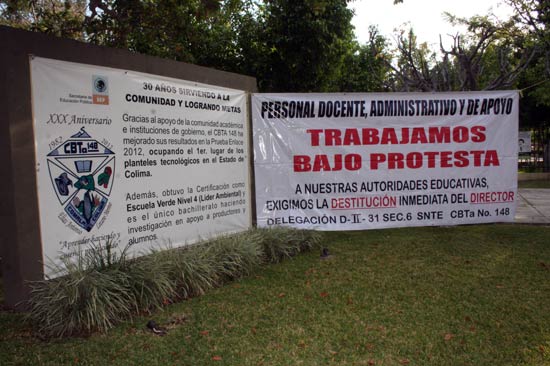 Secretaría de
Educación Pública
SEP
XXX Aniversario
1982
2012
CBTa 148
"Aprender haciendo y
30 AÑOS SIRVIENDO A LA
COMUNIDAD Y LOGRANDO METAS
Gracias al apoyo de la comunidad académica
e instituciones de gobierno, el CBTA 148 ha
mejorado sus resultados en la Prueba Enlace
2012, ocupando el 1er. lugar de los
planteles tecnológicos en el Estado de
Colima.
Además, obtuvo la Certificación como
Escuela Verde Nivel 4 (Líder Ambiental) y
es el único bachillerato haciendo
investigación en apoyo a productores y
alumnos.
PERSONAL DOCENTE, ADMINISTRATIVO Y DE APOYO
TRABAJAMOS
BAJO PROTESTA
A NUESTRAS AUTORIDADES EDUCATIVAS,
EXIGIMOS LA DESTITUCIÓN INMEDIATA DEL DIRECTOR
DELEGACIÓN D-II-31 SEC.6 SNTE CBTa No. 148